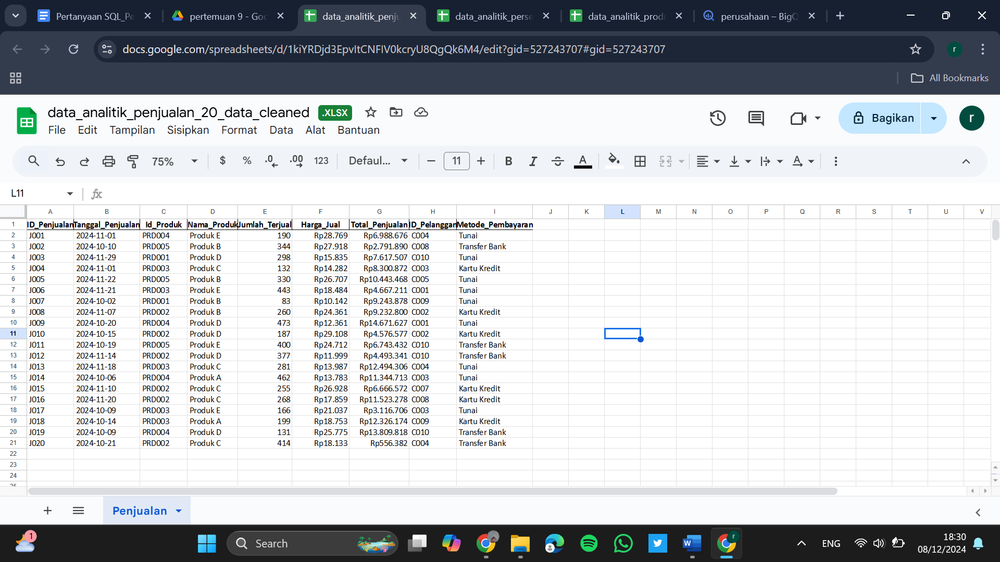 Pertanyaan SQL_Pe
pertemuan 9 - Goo
data_analitik_penju
data_analitik_perse
data_analitik_produ
perusahaan – BigQ
docs.google.com/spreadsheets/d/1kiYRDjd3EpvItCNFIV0kcryU8QgQk6M4/edit?gid=527243707#gid=527243707
r
All Bookmarks
data_analitik_penjualan_20_data_cleaned .XLSX
File Edit Tampilan Sisipkan Format Data Alat Bantuan
Bagikan
r
75% $ % .0 .00 123 Defaul... 11 B I S A
L11 fx
A B C D E F G H I J K L M N O P Q R S T U V
1 ID_Penjualan Tanggal_Penjualan Id_Produk Nama_Produk Jumlah_Terjual Harga_Jual Total_Penjualan ID_Pelanggan Metode_Pembayaran
2 J001 2024-11-01 PRD004 Produk E 190 Rp28.769 Rp6.988.676 C004 Tunai
3 J002 2024-10-10 PRD005 Produk B 344 Rp27.918 Rp2.791.890 C008 Transfer Bank
4 J003 2024-11-29 PRD001 Produk D 298 Rp15.835 Rp7.617.507 C010 Tunai
5 J004 2024-11-01 PRD003 Produk C 132 Rp14.282 Rp8.300.872 C003 Kartu Kredit
6 J005 2024-11-22 PRD005 Produk B 330 Rp26.707 Rp10.443.468 C005 Tunai
7 J006 2024-11-21 PRD003 Produk E 443 Rp18.484 Rp4.667.211 C001 Tunai
8 J007 2024-10-02 PRD001 Produk B 83 Rp10.142 Rp9.243.878 C009 Tunai
9 J008 2024-11-07 PRD002 Produk B 260 Rp24.361 Rp9.232.800 C002 Kartu Kredit
10 J009 2024-10-20 PRD004 Produk D 473 Rp12.361 Rp14.671.627 C001 Tunai
11 J010 2024-10-15 PRD002 Produk D 187 Rp29.108 Rp4.576.577 C002 Kartu Kredit
12 J011 2024-10-19 PRD005 Produk E 400 Rp24.712 Rp6.743.432 C010 Transfer Bank
13 J012 2024-11-14 PRD002 Produk D 377 Rp11.999 Rp4.493.341 C010 Transfer Bank
14 J013 2024-11-18 PRD003 Produk C 281 Rp13.987 Rp12.494.306 C004 Tunai
15 J014 2024-10-06 PRD004 Produk A 462 Rp13.783 Rp11.344.713 C003 Tunai
16 J015 2024-11-10 PRD002 Produk C 255 Rp26.928 Rp6.666.572 C007 Kartu Kredit
17 J016 2024-11-20 PRD002 Produk C 268 Rp17.859 Rp11.523.278 C008 Kartu Kredit
18 J017 2024-10-09 PRD003 Produk E 166 Rp21.037 Rp3.116.706 C003 Tunai
19 J018 2024-10-14 PRD003 Produk A 199 Rp18.753 Rp12.326.174 C009 Kartu Kredit
20 J019 2024-10-09 PRD004 Produk D 131 Rp25.775 Rp13.809.818 C010 Transfer Bank
21 J020 2024-10-21 PRD002 Produk C 414 Rp18.133 Rp556.382 C004 Transfer Bank
22
23
24
25
Penjualan
1
Search
ENG
18:30
08/12/2024